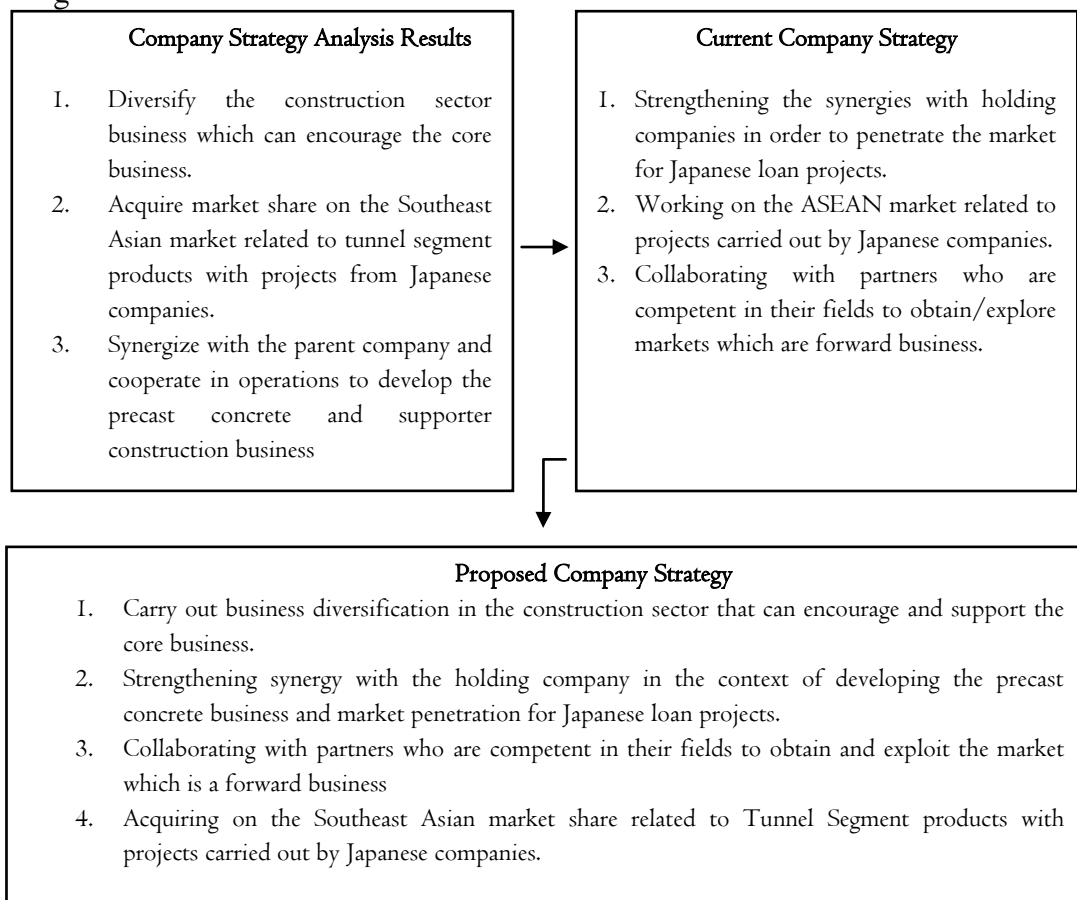 Company Strategy Analysis Results
1. Diversify the construction sector
business which can encourage the core
business.
2. Acquire market share on the Southeast
Asian market related to tunnel segment
products with projects from Japanese
companies.
3. Synergize with the parent company and
cooperate in operations to develop the
precast concrete and supporter
construction business
Current Company Strategy
1. Strengthening the synergies with holding
companies in order to penetrate the market
for Japanese loan projects.
2. Working on the ASEAN market related to
projects carried out by Japanese companies.
3. Collaborating with partners who are
competent in their fields to obtain/explore
markets which are forward business.
Proposed Company Strategy
1. Carry out business diversification in the construction sector that can encourage and support the
core business.
2. Strengthening synergy with the holding company in the context of developing the precast
concrete business and market penetration for Japanese loan projects.
3. Collaborating with partners who are competent in their fields to obtain and exploit the market
which is a forward business
4. Acquiring on the Southeast Asian market share related to Tunnel Segment products with
projects carried out by Japanese companies.